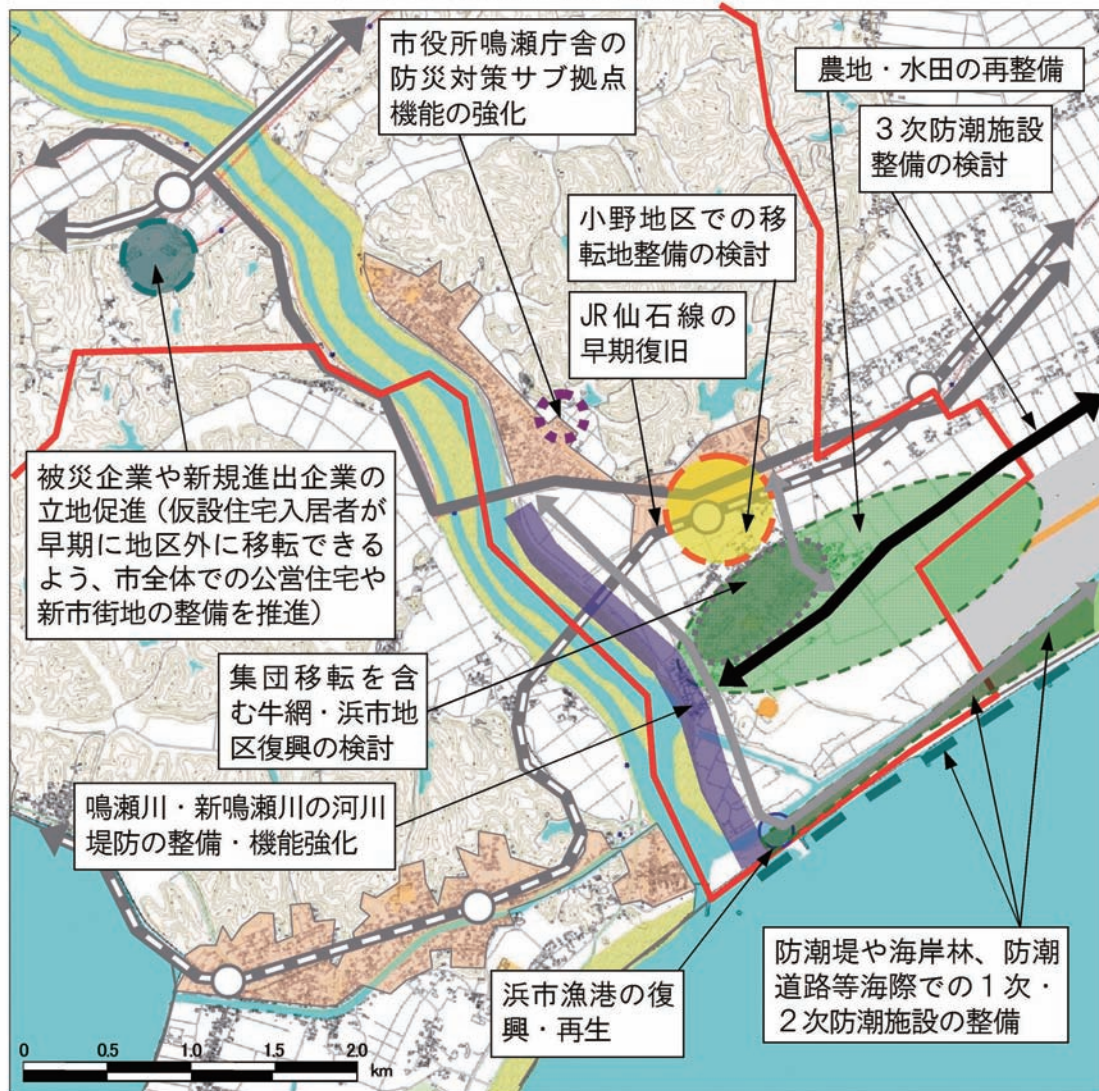 市役所鳴瀬庁舎の
防災対策サブ拠点
機能の強化
農地・水田の再整備
3次防潮施設
整備の検討
小野地区での移
転地整備の検討
JR仙石線の
早期復旧
被災企業や新規進出企業の
立地促進（仮設住宅入居者が
早期に地区外に移転できる
よう、市全体での公営住宅や
新市街地の整備を推進）
集団移転を含
む牛網・浜市地
区復興の検討
鳴瀬川・新鳴瀬川の河川
堤防の整備・機能強化
浜市漁港の復
興・再生
防潮堤や海岸林、防潮
道路等海際での1次・
2次防潮施設の整備
0 0.5 1.0 1.5 2.0
km